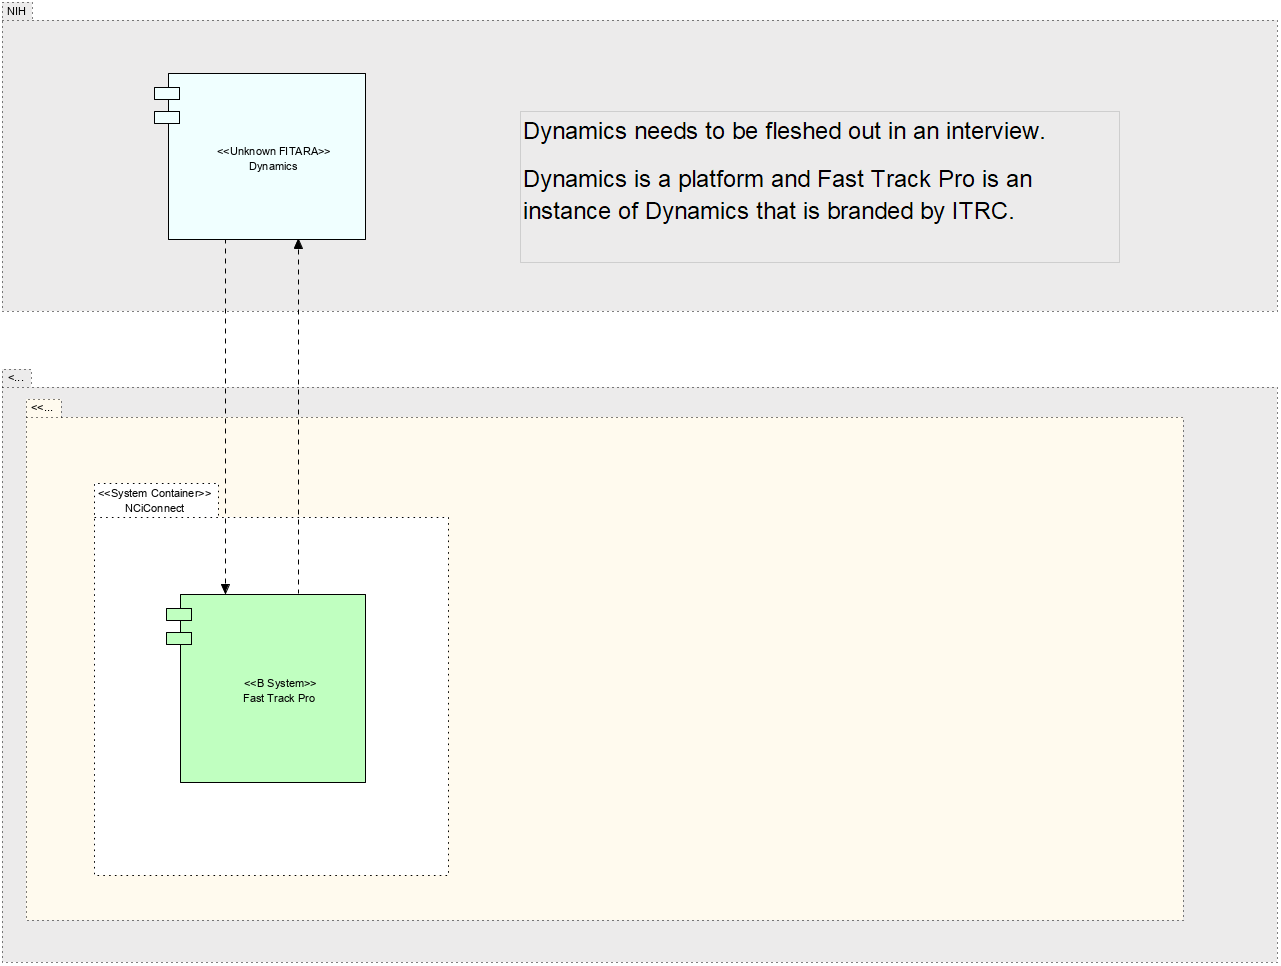 NIH
<<Unknown FITARA>>
Dynamics
Dynamics needs to be fleshed out in an interview.
Dynamics is a platform and Fast Track Pro is an
instance of Dynamics that is branded by ITRC.
<...
<<...
<<System Container>>
NCiConnect
<<B System>>
Fast Track Pro